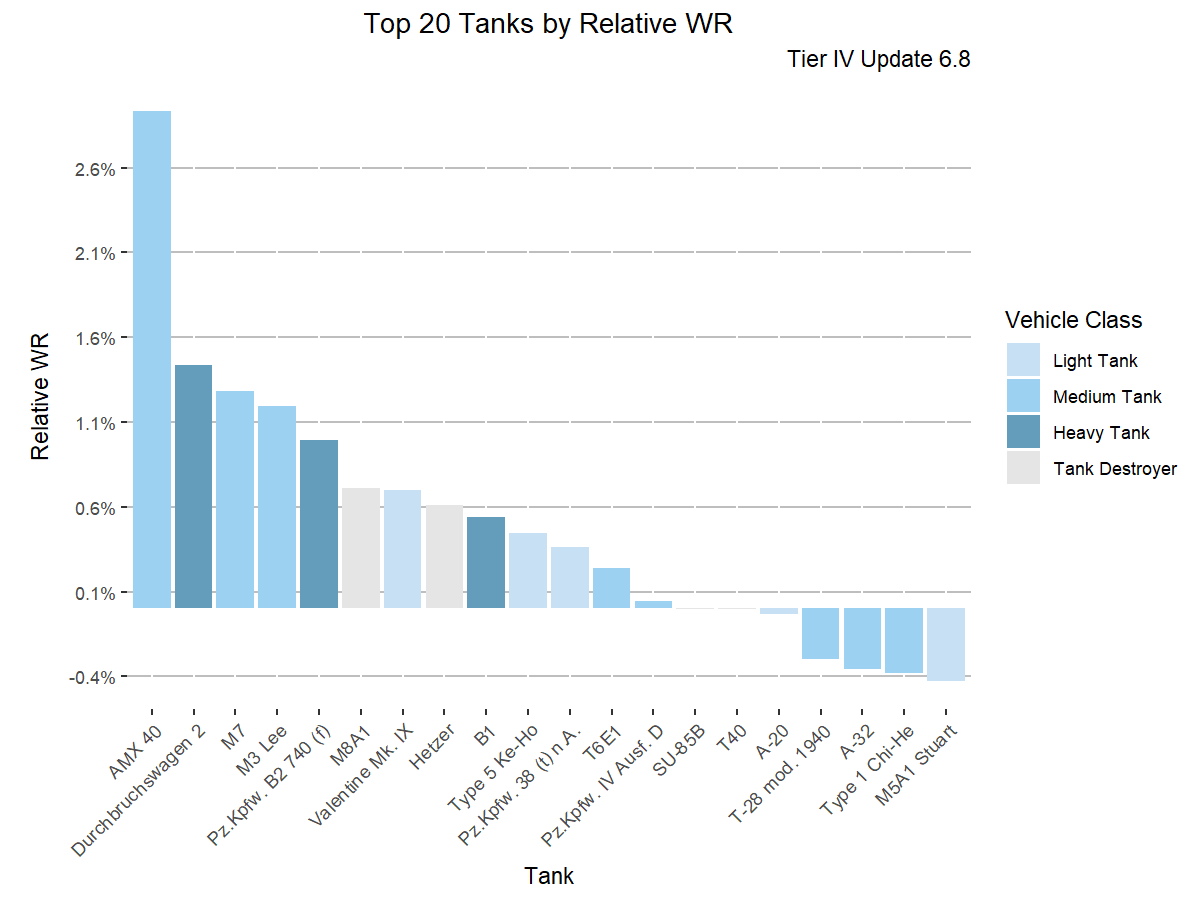 Top 20 Tanks by Relative WR
Tier IV Update 6.8
2.6%
2.1%
1.6%
1.1%
0.6%
0.1%
-0.4%
Relative WR
AMX 40
Durchbruchswagen 2
M7
M3 Lee
Pz.Kpfw. B2 740 (f)
M8A1
Valentine Mk. IX
Hetzer
B1
Type 5 Ke-Ho
Pz.Kpfw. 38 (t) n A.
T6E1
Pz.Kpfw. IV Ausf. D
SU-85B
T40
A-20
T-28 mod. 1940
A-32
Type 1 Chi-He
M5A1 Stuart
Tank
Vehicle Class
Light Tank
Medium Tank
Heavy Tank
Tank Destroyer